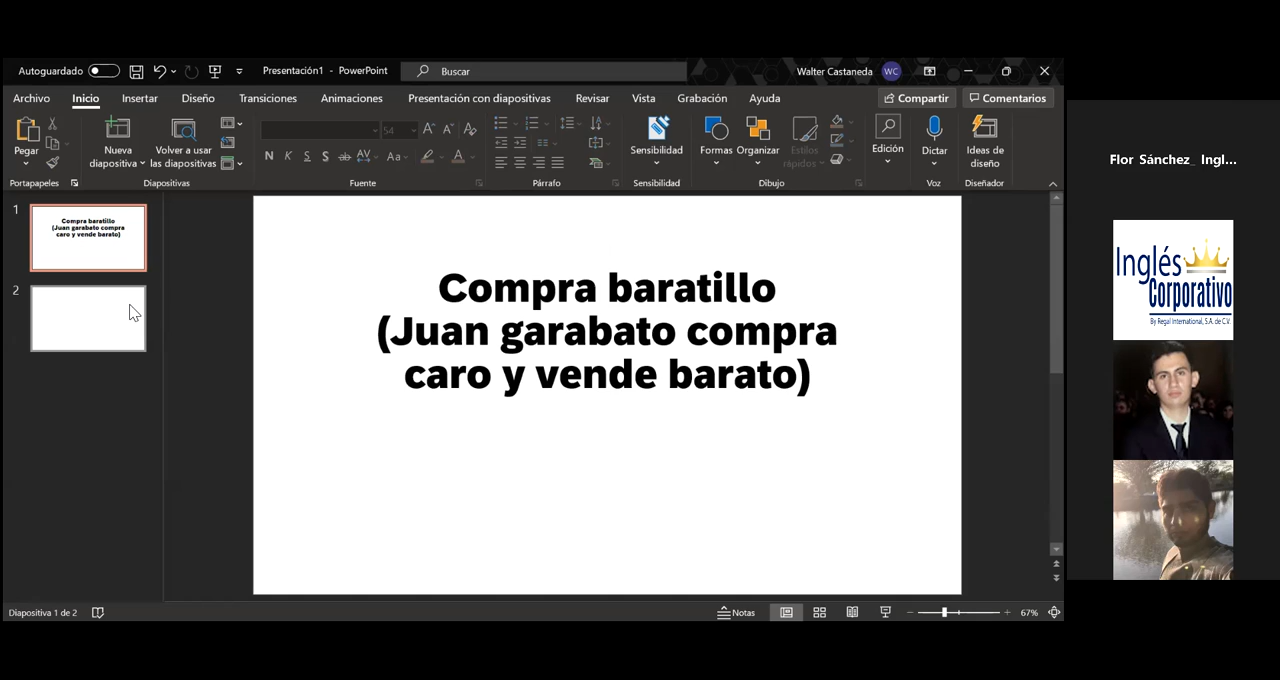 Autoguardado
Presentación1 - PowerPoint
Buscar
Walter Castaneda
WC
Archivo
Inicio
Insertar
Diseño
Transiciones
Animaciones
Presentación con diapositivas
Revisar
Vista
Grabación
Ayuda
Compartir
Comentarios
Pegar
Nueva
diapositiva
Volver a usar
las diapositivas
54
N K S S ab AV Aa A
Sensibilidad
Formas
Organizar
Estilos
rápidos
Edición
Dictar
Ideas de
diseño
Portapapeles
Diapositivas
Fuente
Párrafo
Sensibilidad
Dibujo
Voz
Diseñador
1
Compra baratillo
(Juan garabato compra
caro y vende barato)
2
Compra baratillo
(Juan garabato compra
caro y vende barato)
Diapositiva 1 de 2
Notas
67%
Flor Sánchez_ Ingl...
Inglés
Corporativo
By Regal International, S.A. de C.V.